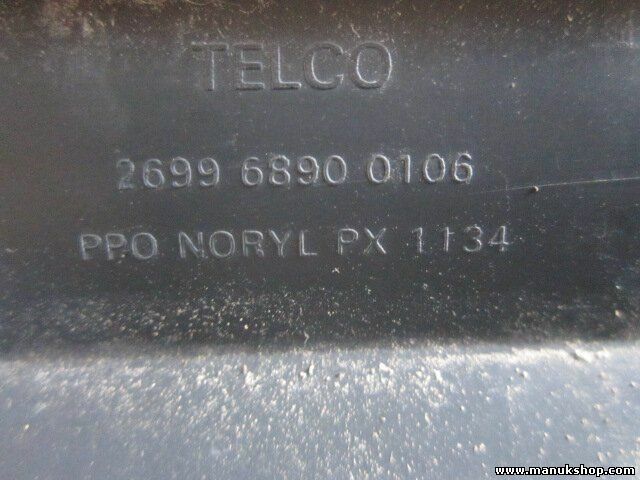 TELCO
2699 6890 0106
PPO NORYL PX 1134
www.manukshop.com